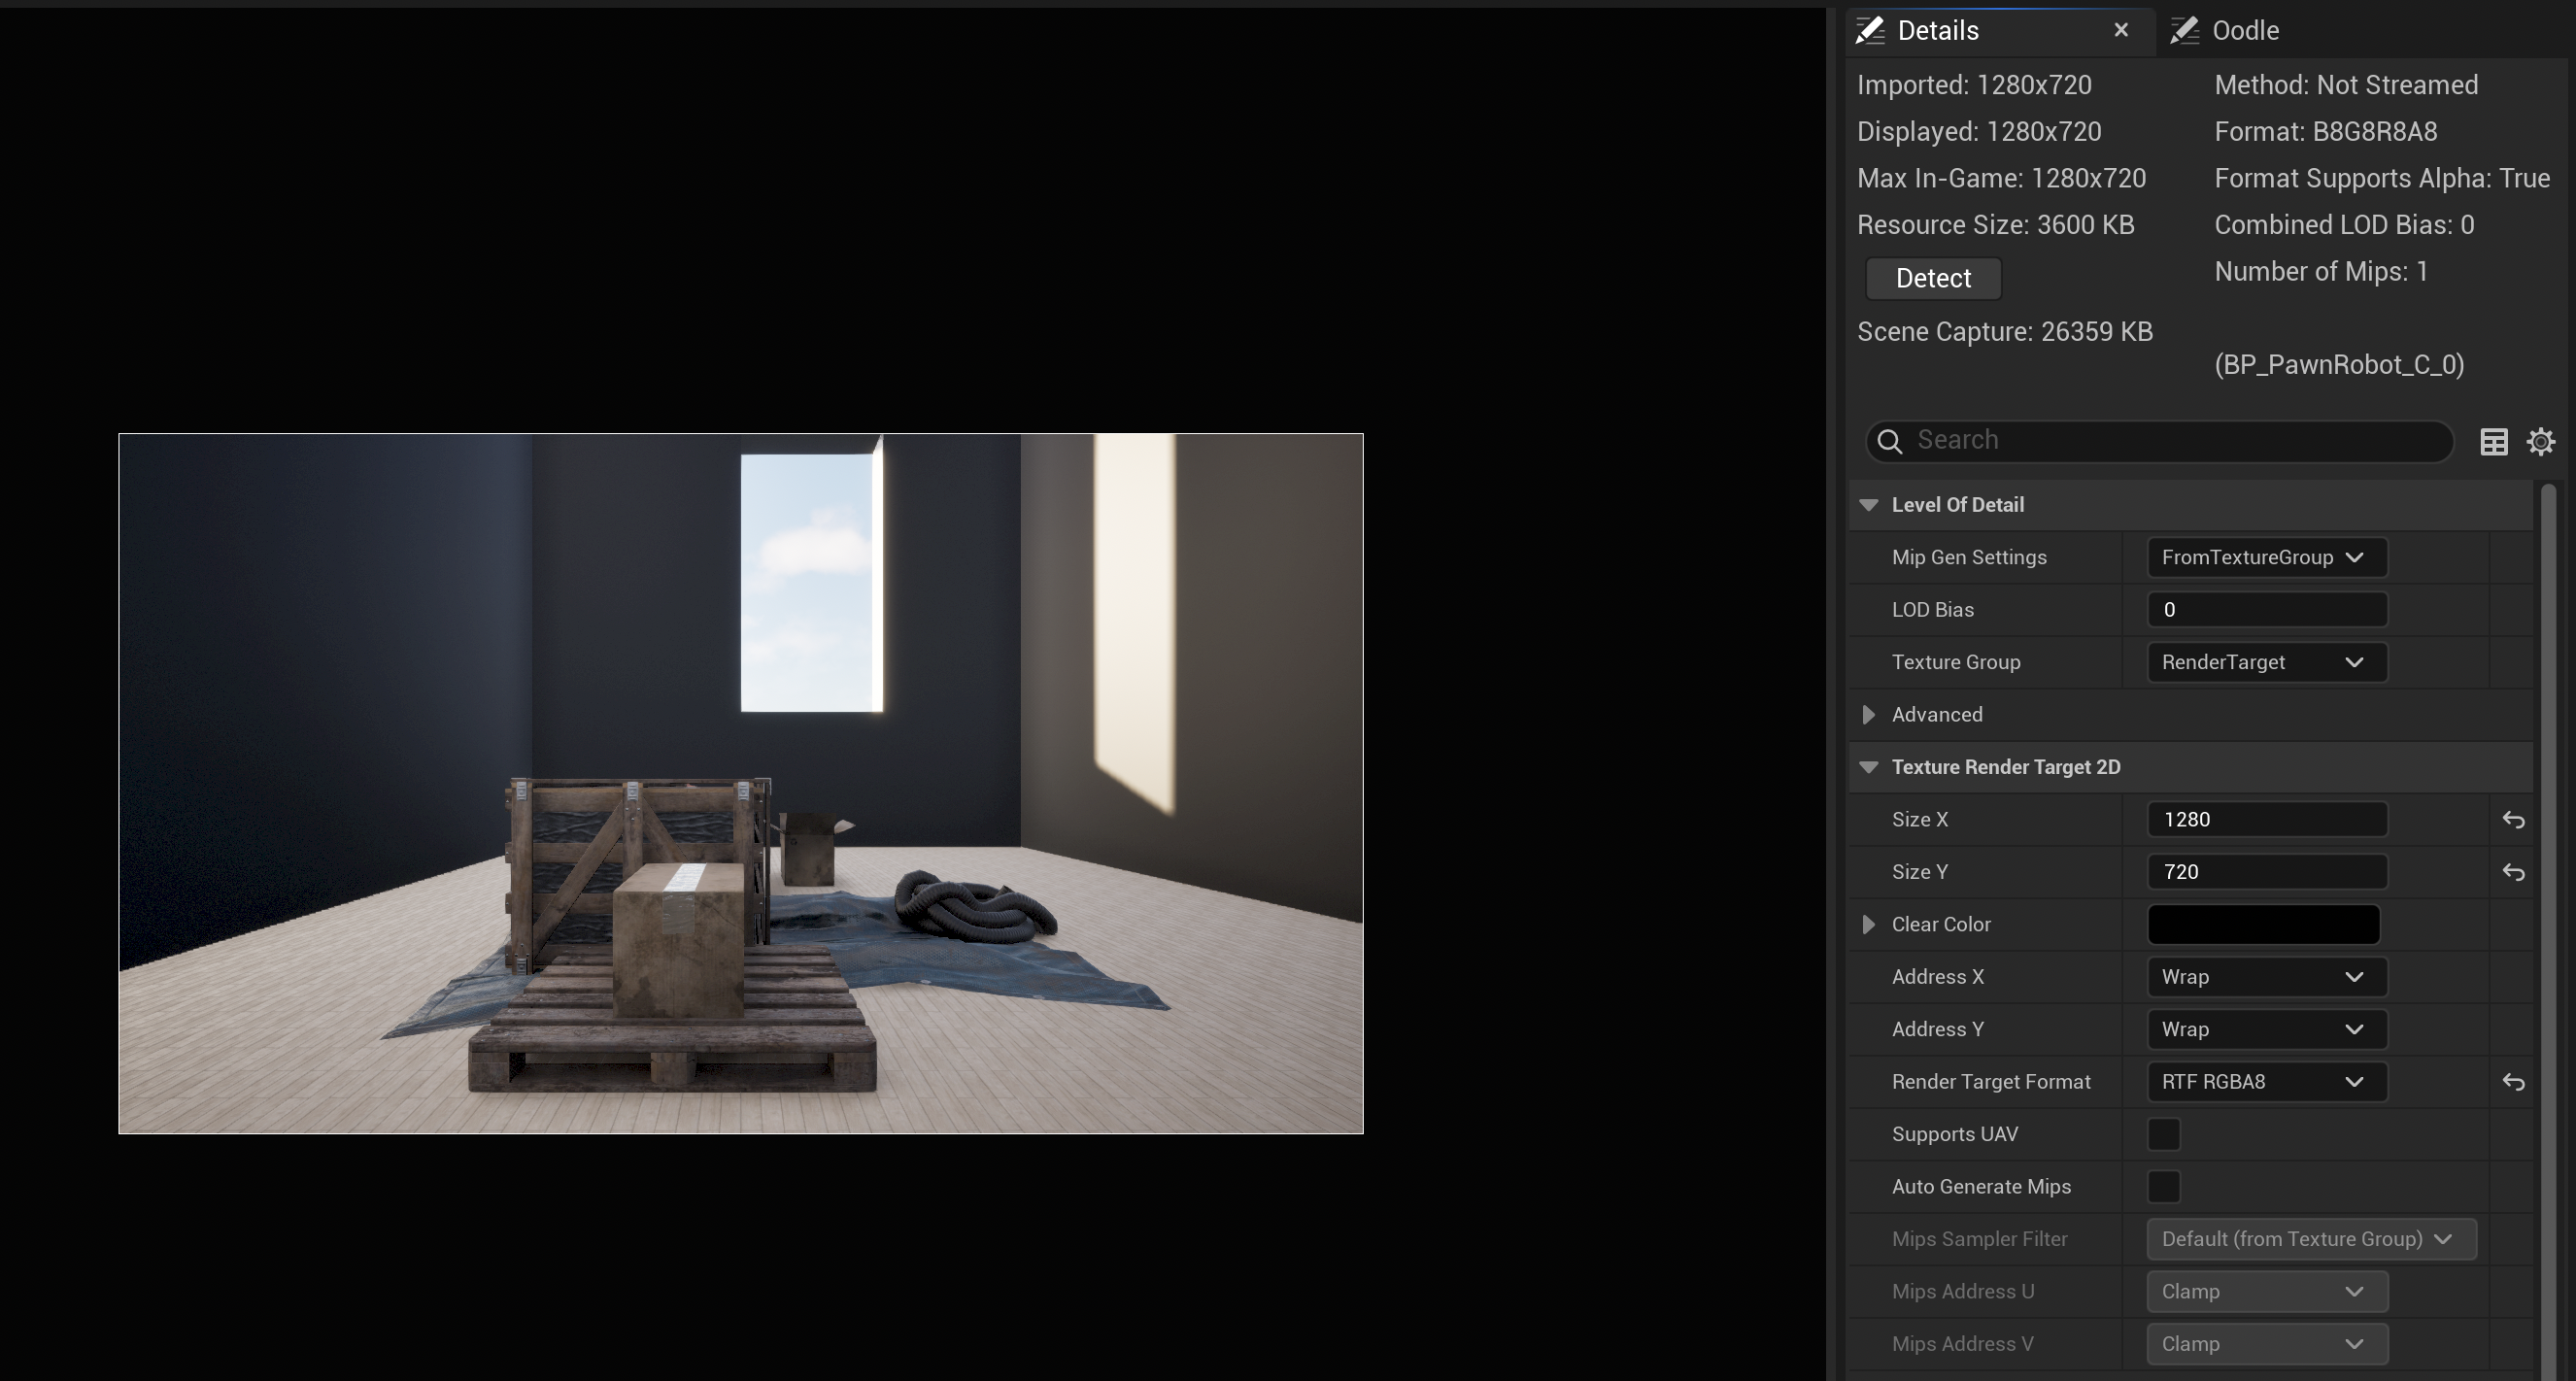 Details
Oodle
Imported: 1280x720
Method: Not Streamed
Displayed: 1280x720
Format: B8G8R8A8
Max In-Game: 1280x720
Format Supports Alpha: True
Resource Size: 3600 KB
Combined LOD Bias: 0
Detect
Number of Mips: 1
Scene Capture: 26359 KB
(BP_PawnRobot_C_0)
Search
Level Of Detail
Mip Gen Settings
FromTextureGroup
LOD Bias
0
Texture Group
RenderTarget
Advanced
Texture Render Target 2D
Size X
1280
Size Y
720
Clear Color
Address X
Wrap
Address Y
Wrap
Render Target Format
RTF RGBA8
Supports UAV
Auto Generate Mips
Mips Sampler Filter
Default (from Texture Group)
Mips Address U
Clamp
Mips Address V
Clamp